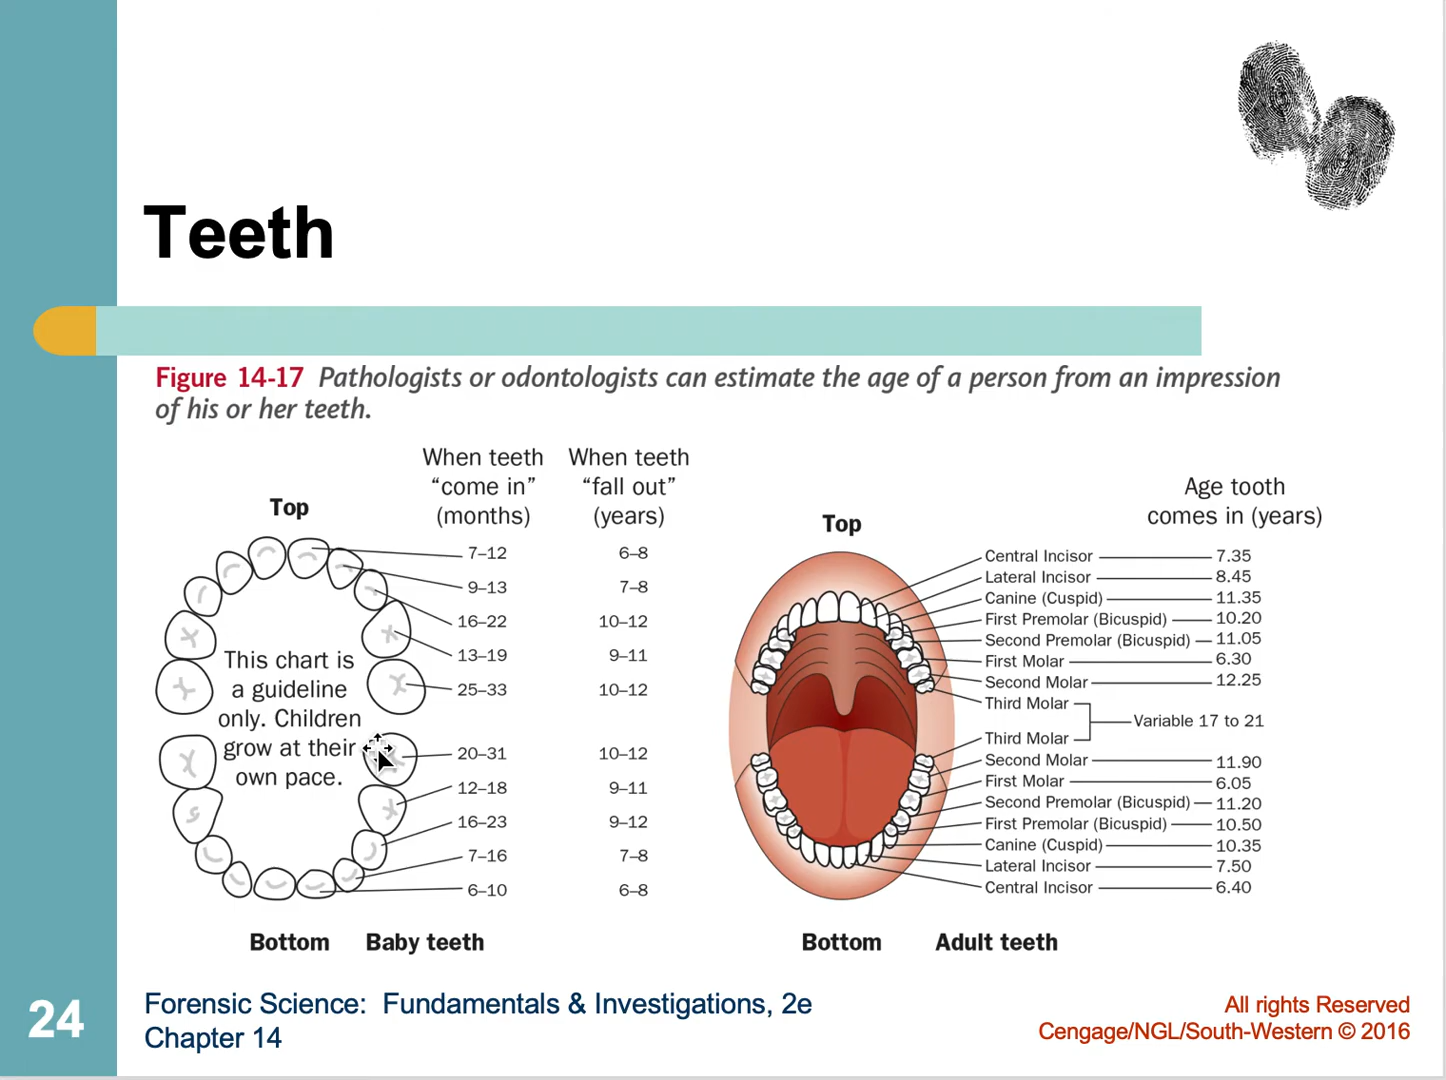 Teeth
Figure 14-17 Pathologists or odontologists can estimate the age of a person from an impression
of his or her teeth.
When teeth
“come in”
(months)
When teeth
“fall out”
(years)
Top
7–12 6–8
9–13 7–8
16–22 10–12
13–19 9–11
25–33 10–12
This chart is
a guideline
only. Children
grow at their
own pace.
20–31 10–12
12–18 9–11
16–23 9–12
7–16 7–8
6–10 6–8
Bottom Baby teeth
Age tooth
comes in (years)
Top
Central Incisor 7.35
Lateral Incisor 8.45
Canine (Cuspid) 11.35
First Premolar (Bicuspid) 10.20
Second Premolar (Bicuspid) 11.05
First Molar 6.30
Second Molar 12.25
Third Molar
Variable 17 to 21
Third Molar
Second Molar 11.90
First Molar 6.05
Second Premolar (Bicuspid) 11.20
First Premolar (Bicuspid) 10.50
Canine (Cuspid) 10.35
Lateral Incisor 7.50
Central Incisor 6.40
Bottom Adult teeth
24
Forensic Science: Fundamentals & Investigations, 2e
Chapter 14
All rights Reserved
Cengage/NGL/South-Western © 2016